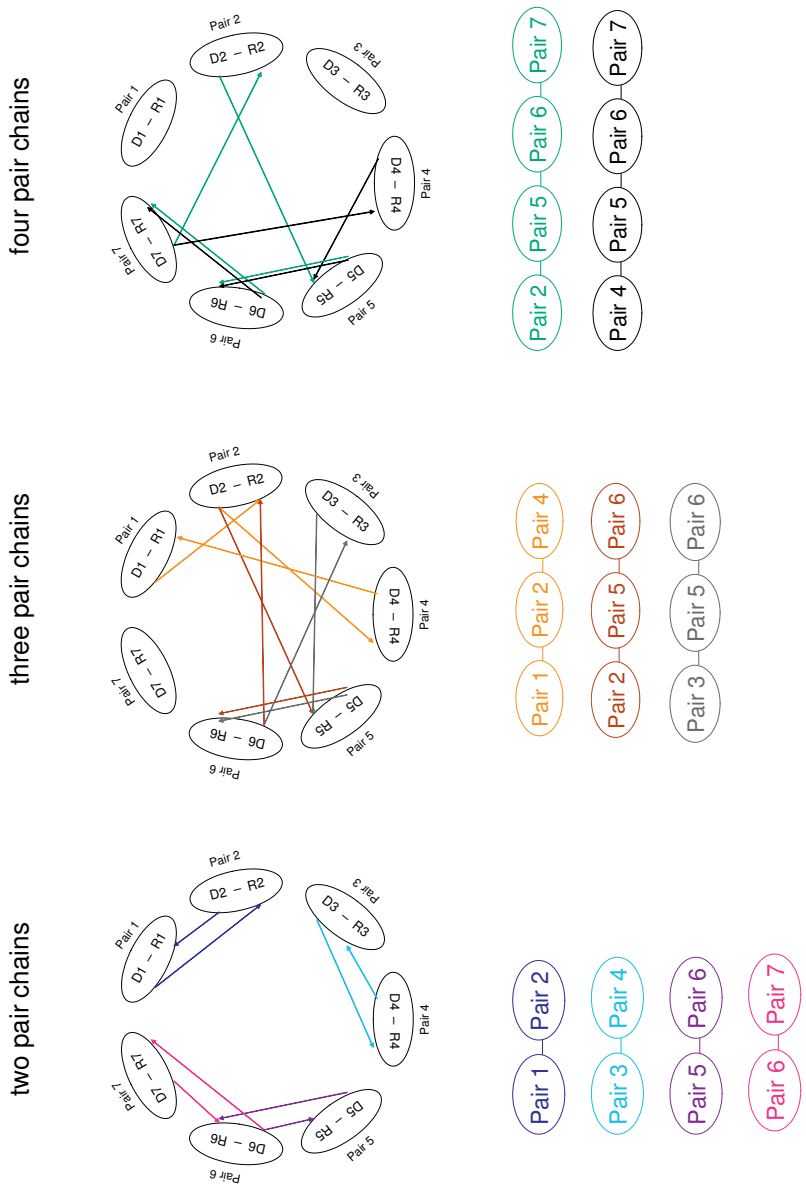 two pair chains
Pair 1
D1 − R1
Pair 2
D2 − R2
Pair 3
D3 − R3
Pair 4
D4 − R4
Pair 5
D5 − R5
Pair 6
D6 − R6
Pair 7
D7 − R7
Pair 1 Pair 2
Pair 3 Pair 4
Pair 5 Pair 6
Pair 6 Pair 7
three pair chains
Pair 1
D1 − R1
Pair 2
D2 − R2
Pair 3
D3 − R3
Pair 4
D4 − R4
Pair 5
D5 − R5
Pair 6
D6 − R6
Pair 7
D7 − R7
Pair 1 Pair 2 Pair 4
Pair 2 Pair 5 Pair 6
Pair 3 Pair 5 Pair 6
four pair chains
Pair 1
D1 − R1
Pair 2
D2 − R2
Pair 3
D3 − R3
Pair 4
D4 − R4
Pair 5
D5 − R5
Pair 6
D6 − R6
Pair 7
D7 − R7
Pair 2 Pair 5 Pair 6 Pair 7
Pair 4 Pair 5 Pair 6 Pair 7